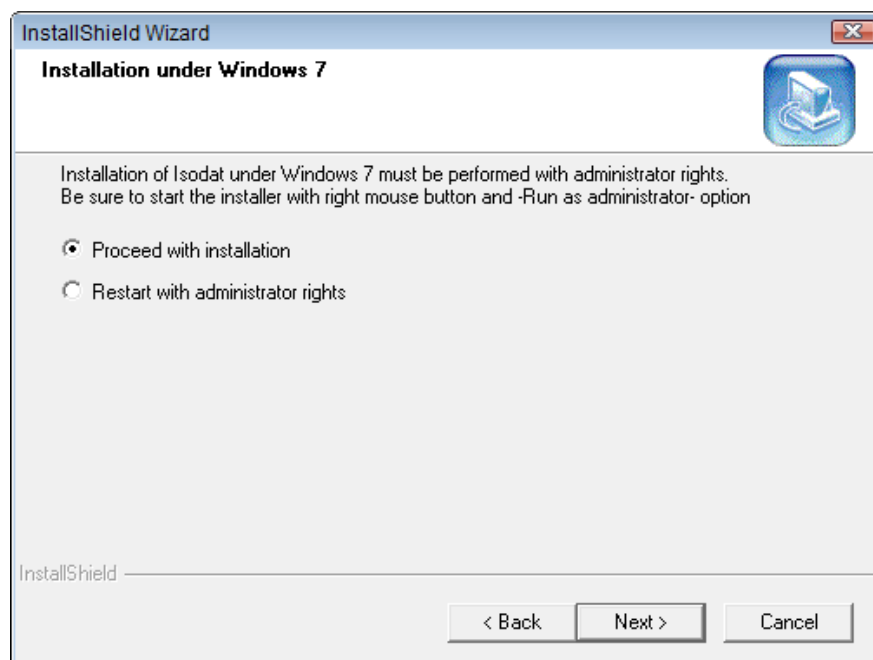 InstallShield Wizard
Installation under Windows 7
Installation of Isodat under Windows 7 must be performed with administrator rights.
Be sure to start the installer with right mouse button and -Run as administrator- option
Proceed with installation
Restart with administrator rights
InstallShield
< Back
Next >
Cancel